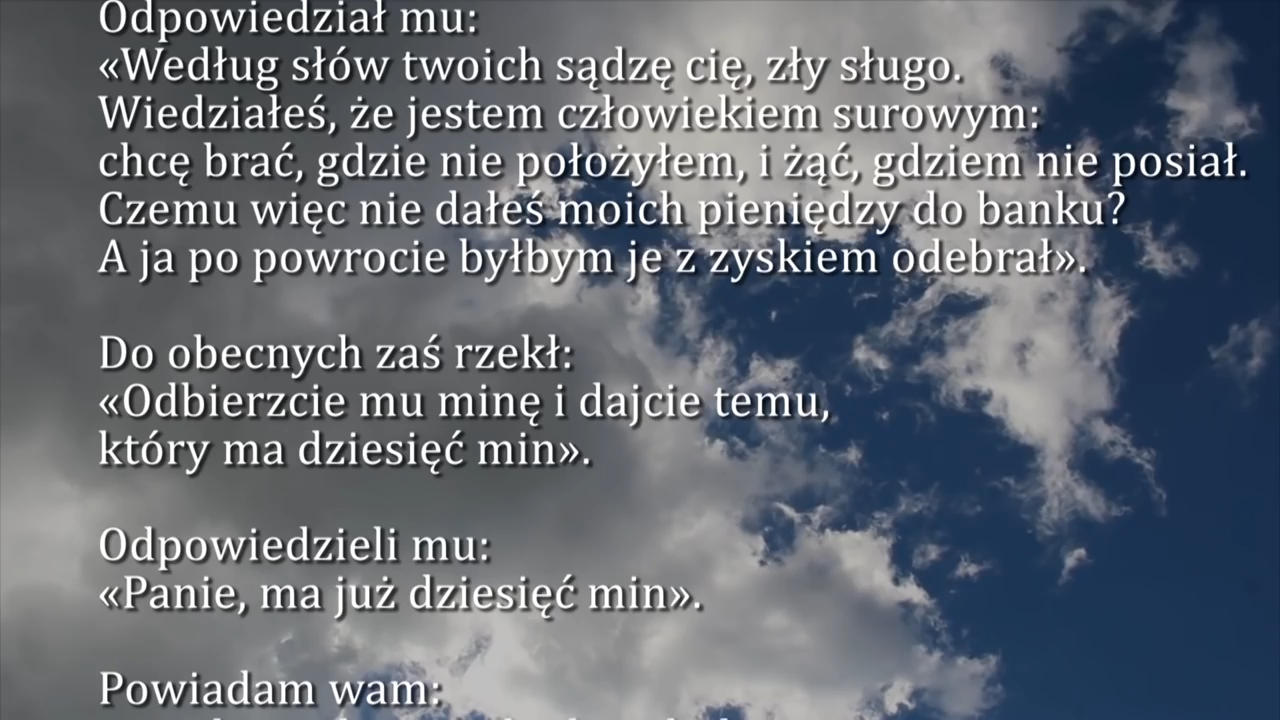 Odpowiedział mu:
«Według słów twoich sądzę cię, zły sługo.
Wiedziałeś, że jestem człowiekiem surowym:
chcę brać, gdzie nie położyłem, i żąć, gdziem nie posiał.
Czemu więc nie dałeś moich pieniędzy do banku?
A ja po powrocie byłbym je z zyskiem odebrał».
Do obecnych zaś rzekł:
«Odbierzcie mu minę i dajcie temu,
który ma dziesięć min».
Odpowiedzieli mu:
«Panie, ma już dziesięć min».
Powiadam wam: